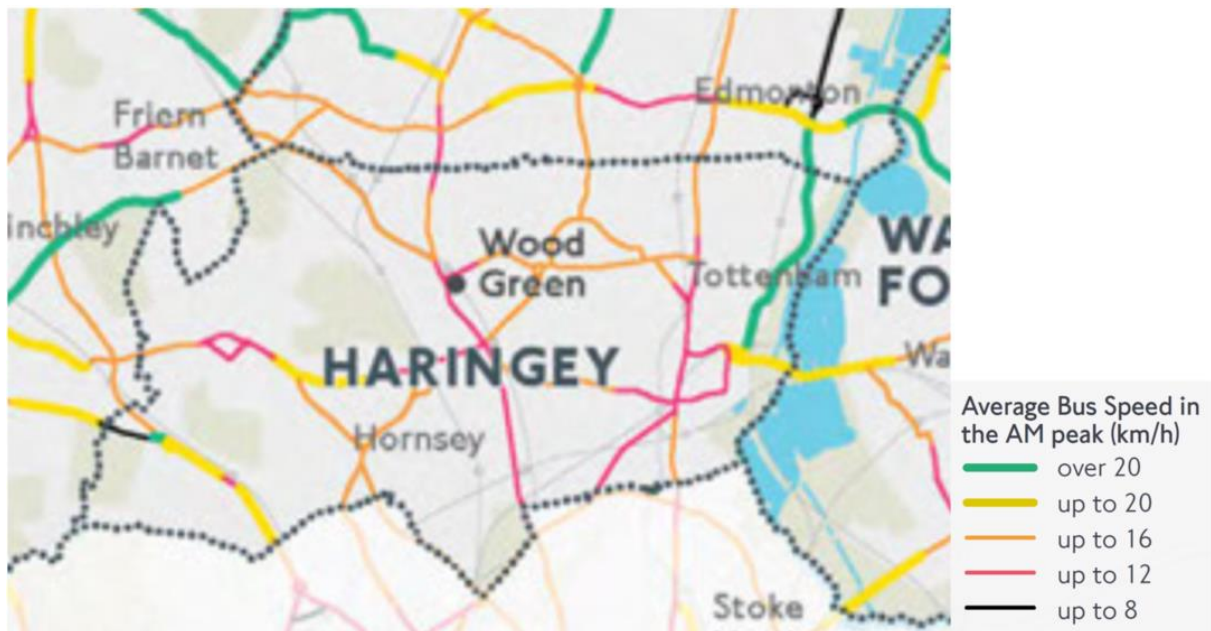 Edmonton
Friern
Barnet
inchley
WA
FO
Wood
Green
Tottenham
HARINGEY
Wa
Hornsey
Stoke
Average Bus Speed in
the AM peak (km/h)
over 20
up to 20
up to 16
up to 12
up to 8